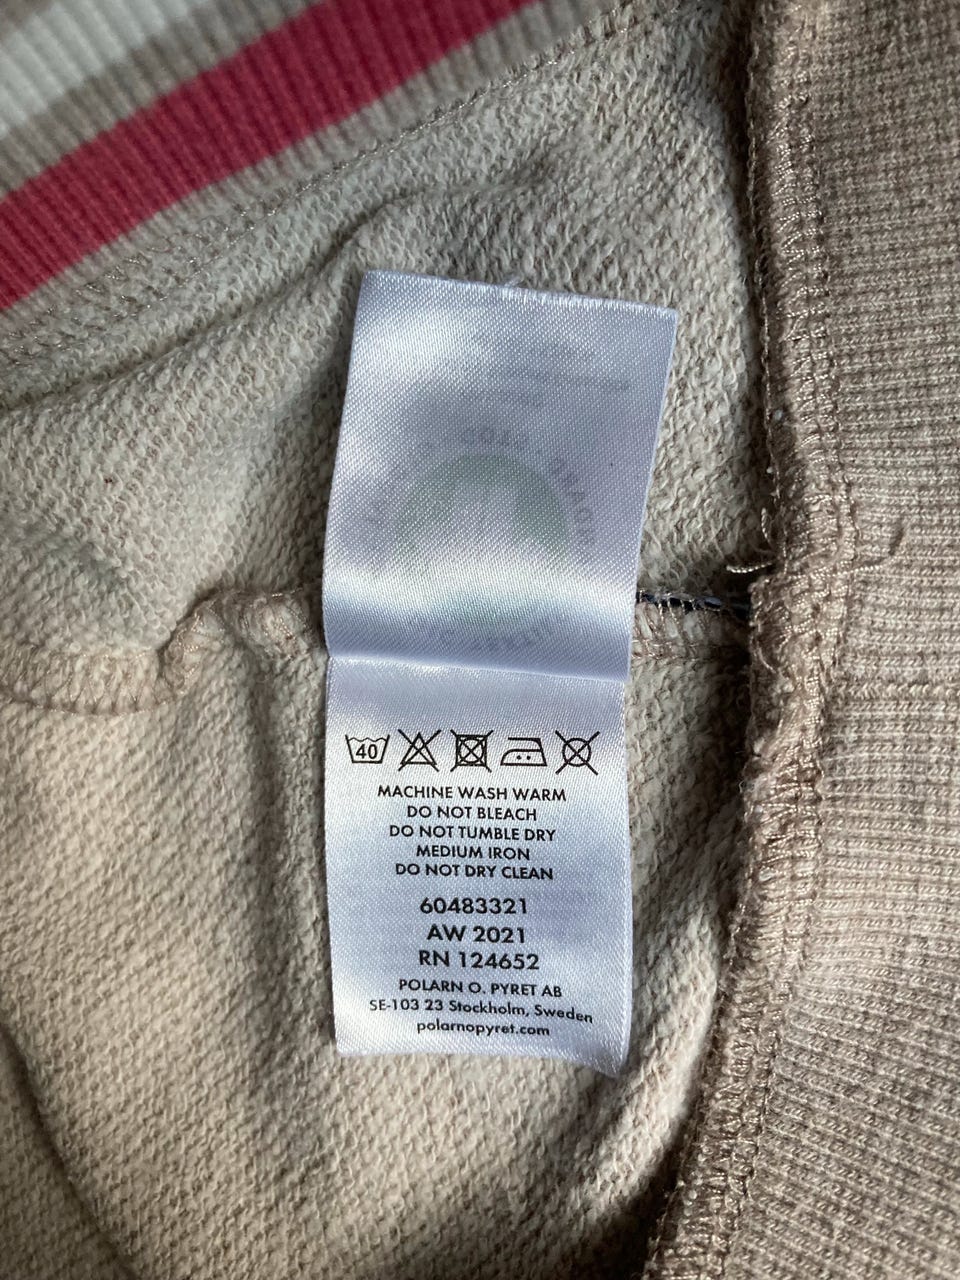 40
MACHINE WASH WARM
DO NOT BLEACH
DO NOT TUMBLE DRY
MEDIUM IRON
DO NOT DRY CLEAN
60483321
AW 2021
RN 124652
POLARN O. PYRET AB
SE-103 23 Stockholm, Sweden
polarnopyret.com